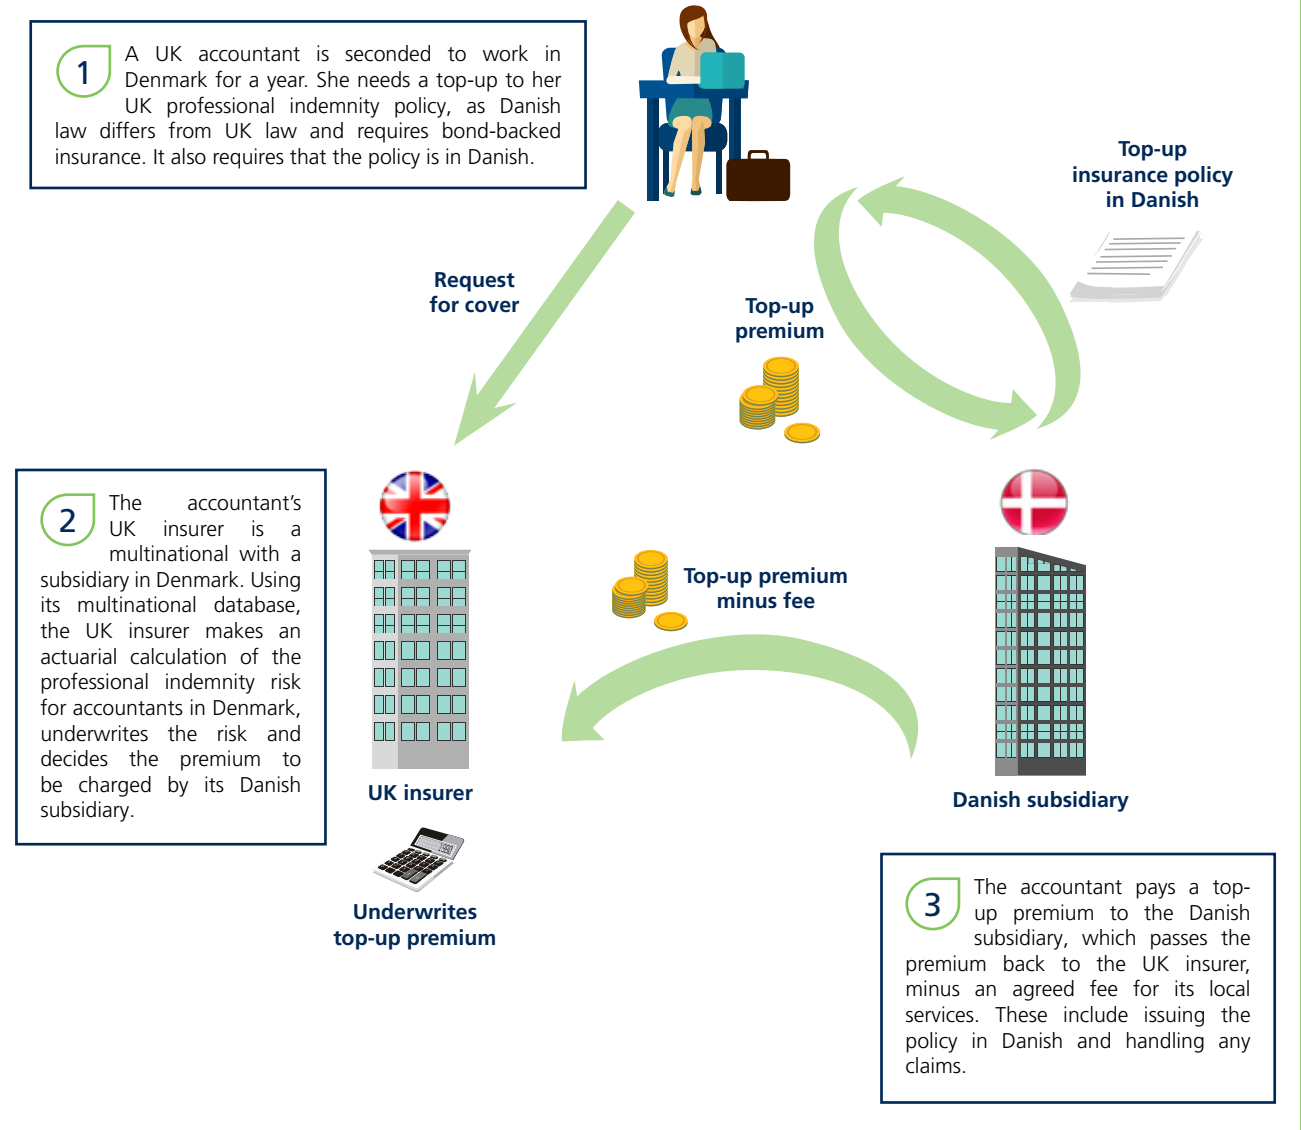 1
A UK accountant is seconded to work in
Denmark for a year. She needs a top-up to her
UK professional indemnity policy, as Danish
law differs from UK law and requires bond-backed
insurance. It also requires that the policy is in Danish.
Top-up
insurance policy
in Danish
Request
for cover
Top-up
premium
2
The accountant’s
UK insurer is a
multinational with a
subsidiary in Denmark. Using
its multinational database,
the UK insurer makes an
actuarial calculation of the
professional indemnity risk
for accountants in Denmark,
underwrites the risk and
decides the premium to
be charged by its Danish
subsidiary.
Top-up premium
minus fee
UK insurer
Danish subsidiary
Underwrites
top-up premium
3
The accountant pays a top-
up premium to the Danish
subsidiary, which passes the
premium back to the UK insurer,
minus an agreed fee for its local
services. These include issuing the
policy in Danish and handling any
claims.